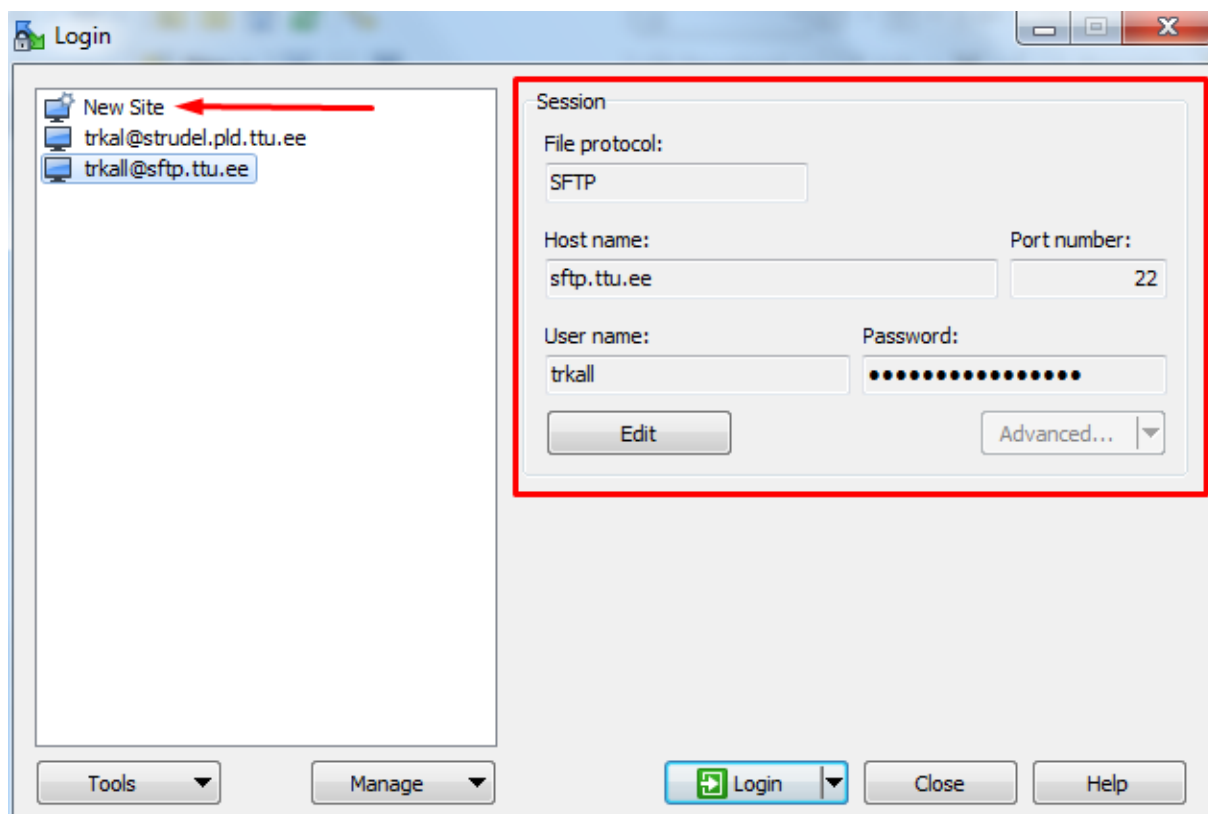 Login
New Site
trkal@strudel.pld.ttu.ee
trkall@sftp.ttu.ee
Session
File protocol:
SFTP
Host name: Port number:
sftp.ttu.ee 22
User name: Password:
trkall ●●●●●●●●●●●●●●●●
Edit Advanced...
Tools Manage Login Close Help